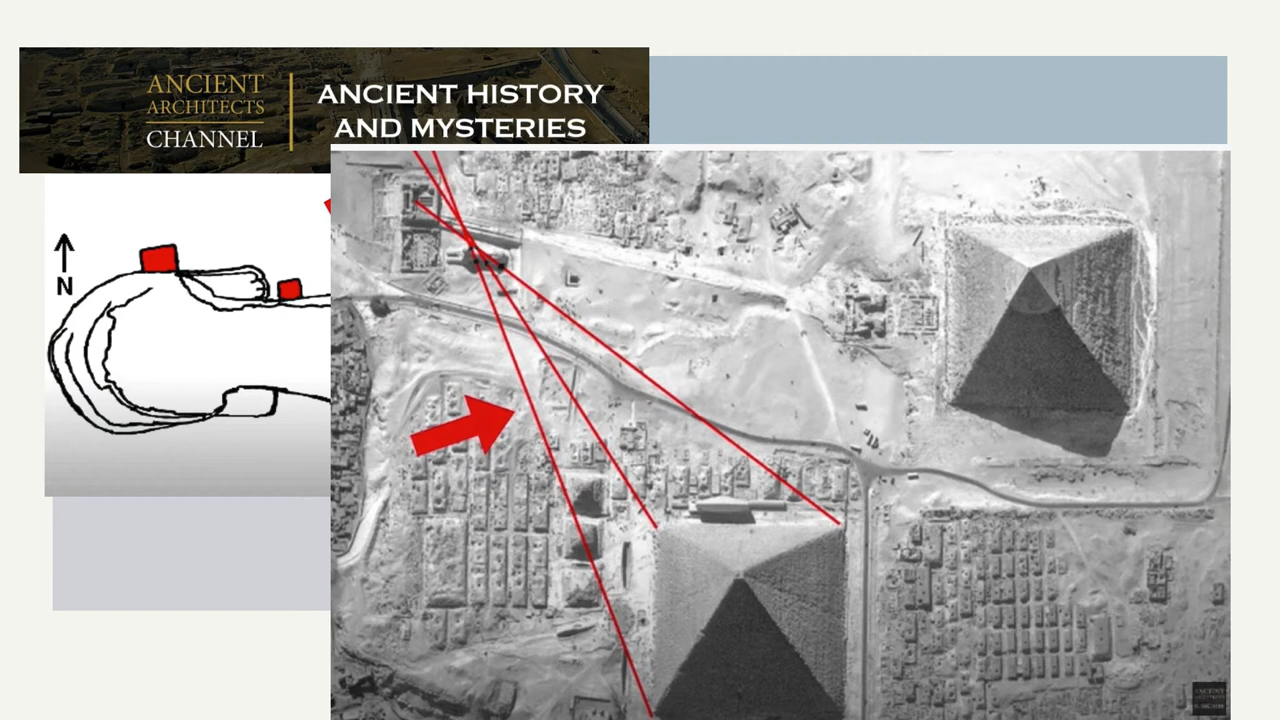 ANCIENT
ARCHITECTS
CHANNEL
ANCIENT HISTORY
AND MYSTERIES
N